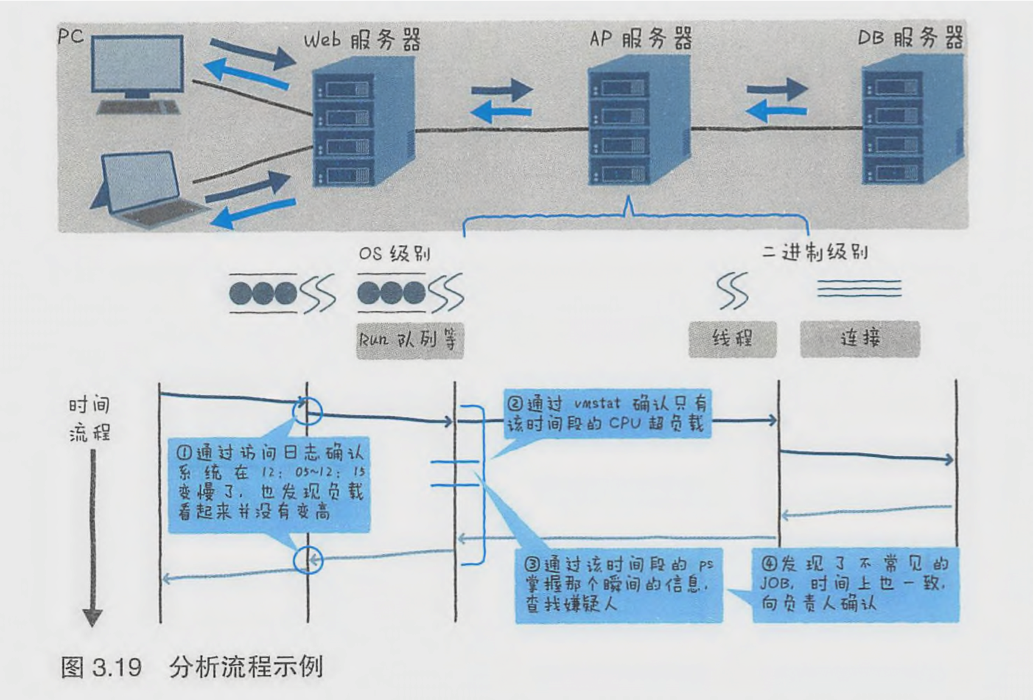 PC
Web 服务器
AP 服务器
DB 服务器
OS 级别
二进制级别
Run 队列等
线程
连接
时间
流程
①通过访问日志确认
系统在 12：05~12：15
变慢了，也发现负载
看起来并没有变高
②通过 vmstat 确认只有
该时间段的 CPU 超负载
③通过该时间段的 ps
掌握那个瞬间的信息，
查找嫌疑人
④发现了不常见的
JOB，时间上也一致，
向负责人确认
图 3.19 分析流程示例